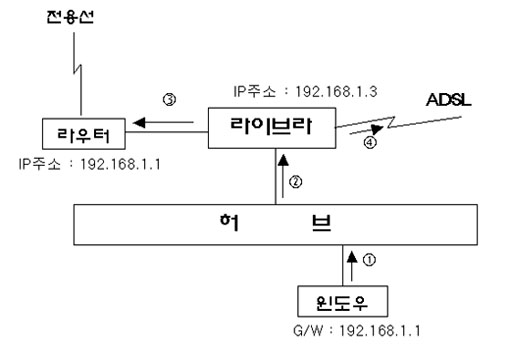 전용선
③
IP주소 : 192.168.1.3
ADSL
라우터
라이브라
④
IP주소 : 192.168.1.1
②
허 브
①
윈도우
G/W : 192.168.1.1